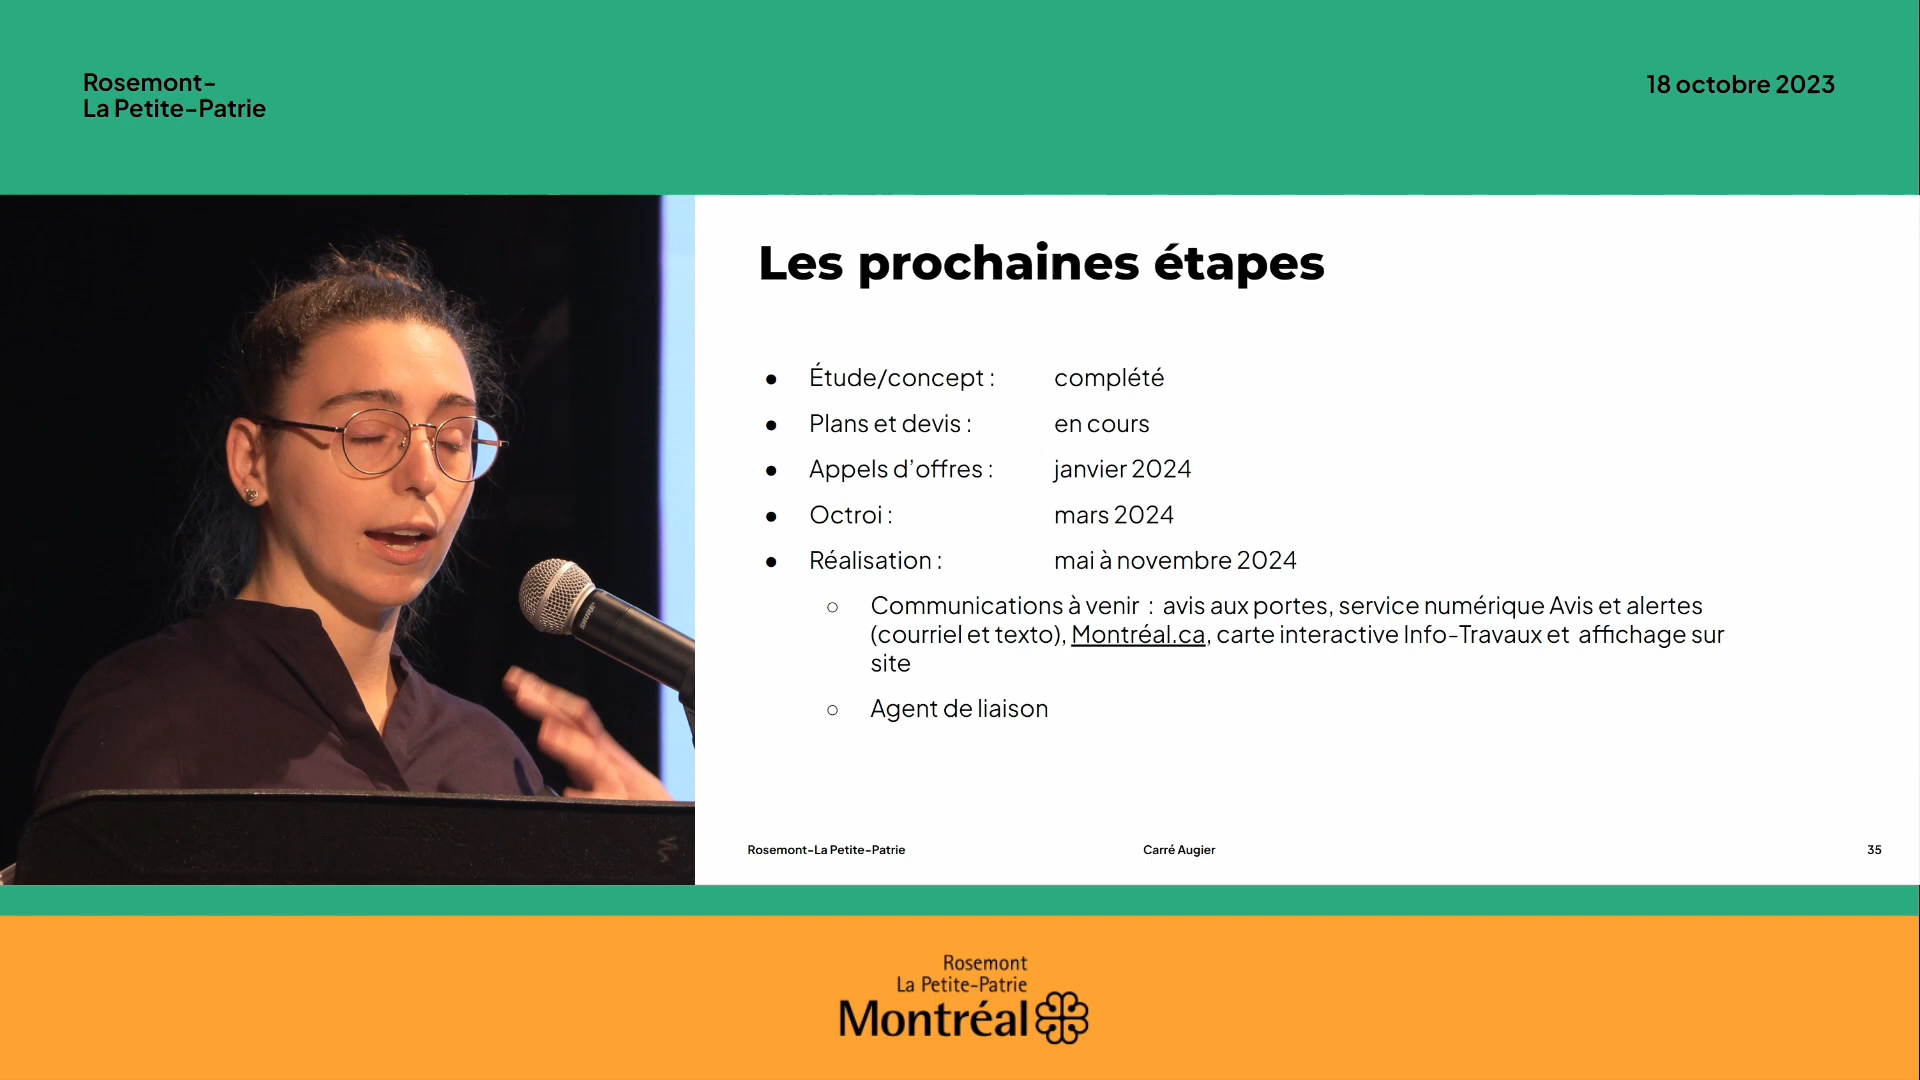 Rosemont-
La Petite-Patrie
18 octobre 2023
Les prochaines étapes
● Étude/concept : complété
● Plans et devis : en cours
● Appels d’offres : janvier 2024
● Octroi : mars 2024
● Réalisation : mai à novembre 2024
○ Communications à venir : avis aux portes, service numérique Avis et alertes
(courriel et texto), Montréal.ca, carte interactive Info-Travaux et affichage sur
site
○ Agent de liaison
Rosemont-La Petite-Patrie
Carré Augier
35
SHURE
Rosemont
La Petite-Patrie
Montréal